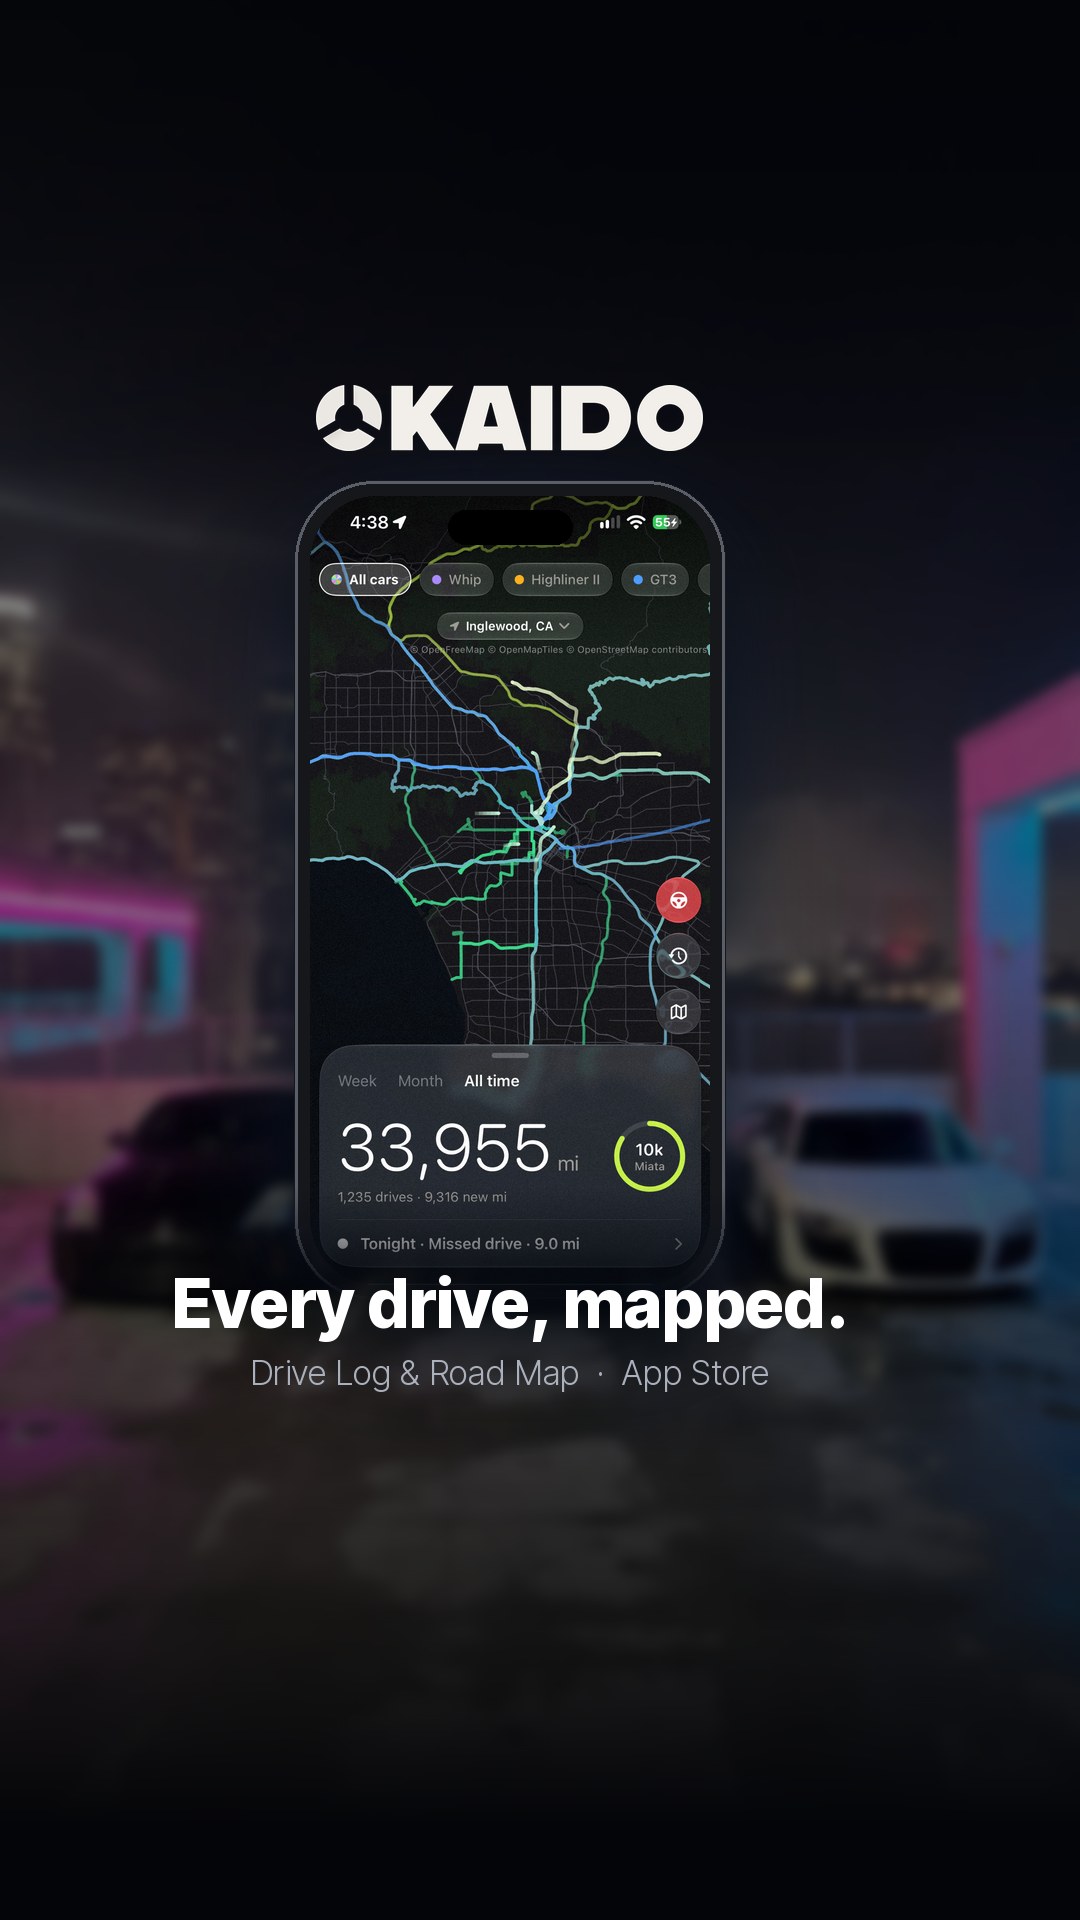 KAIDO
4:38
55
All cars
Whip
Highliner II
GT3
Inglewood, CA
© OpenFreeMap © OpenMapTiles © OpenStreetMap contributors
Week Month All time
33,955 mi
10k
Miata
1,235 drives · 9,316 new mi
Tonight · Missed drive · 9.0 mi
Every drive, mapped.
Drive Log & Road Map · App Store